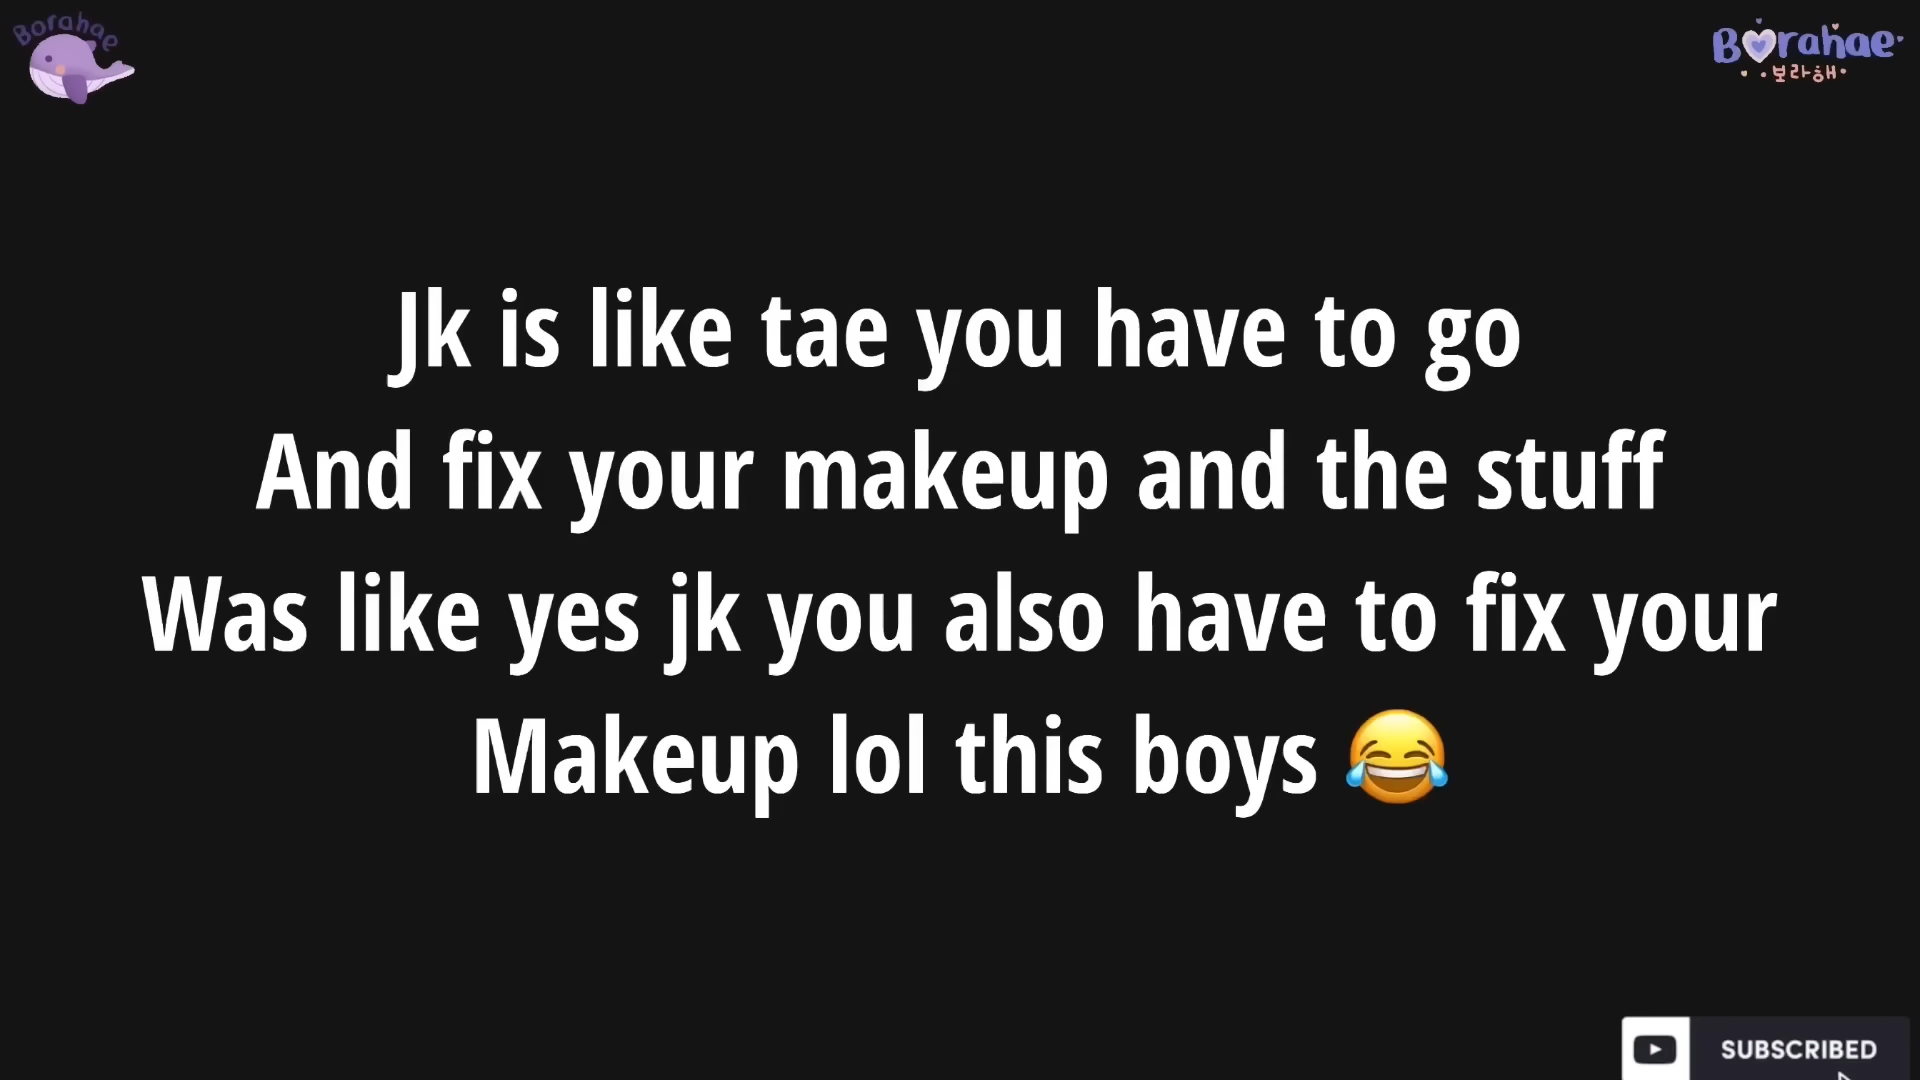 Borahae
Borahae
보라해
Jk is like tae you have to go
And fix your makeup and the stuff
Was like yes jk you also have to fix your
Makeup lol this boys 😂
SUBSCRIBED